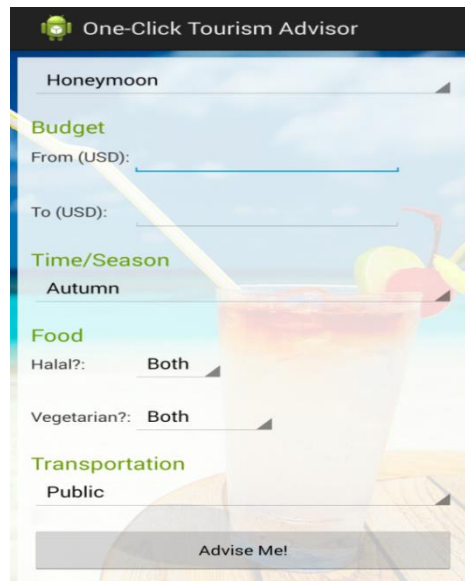 One-Click Tourism Advisor
Honeymoon
Budget
From (USD):
To (USD):
Time/Season
Autumn
Food
Halal?: Both
Vegetarian?: Both
Transportation
Public
Advise Me!